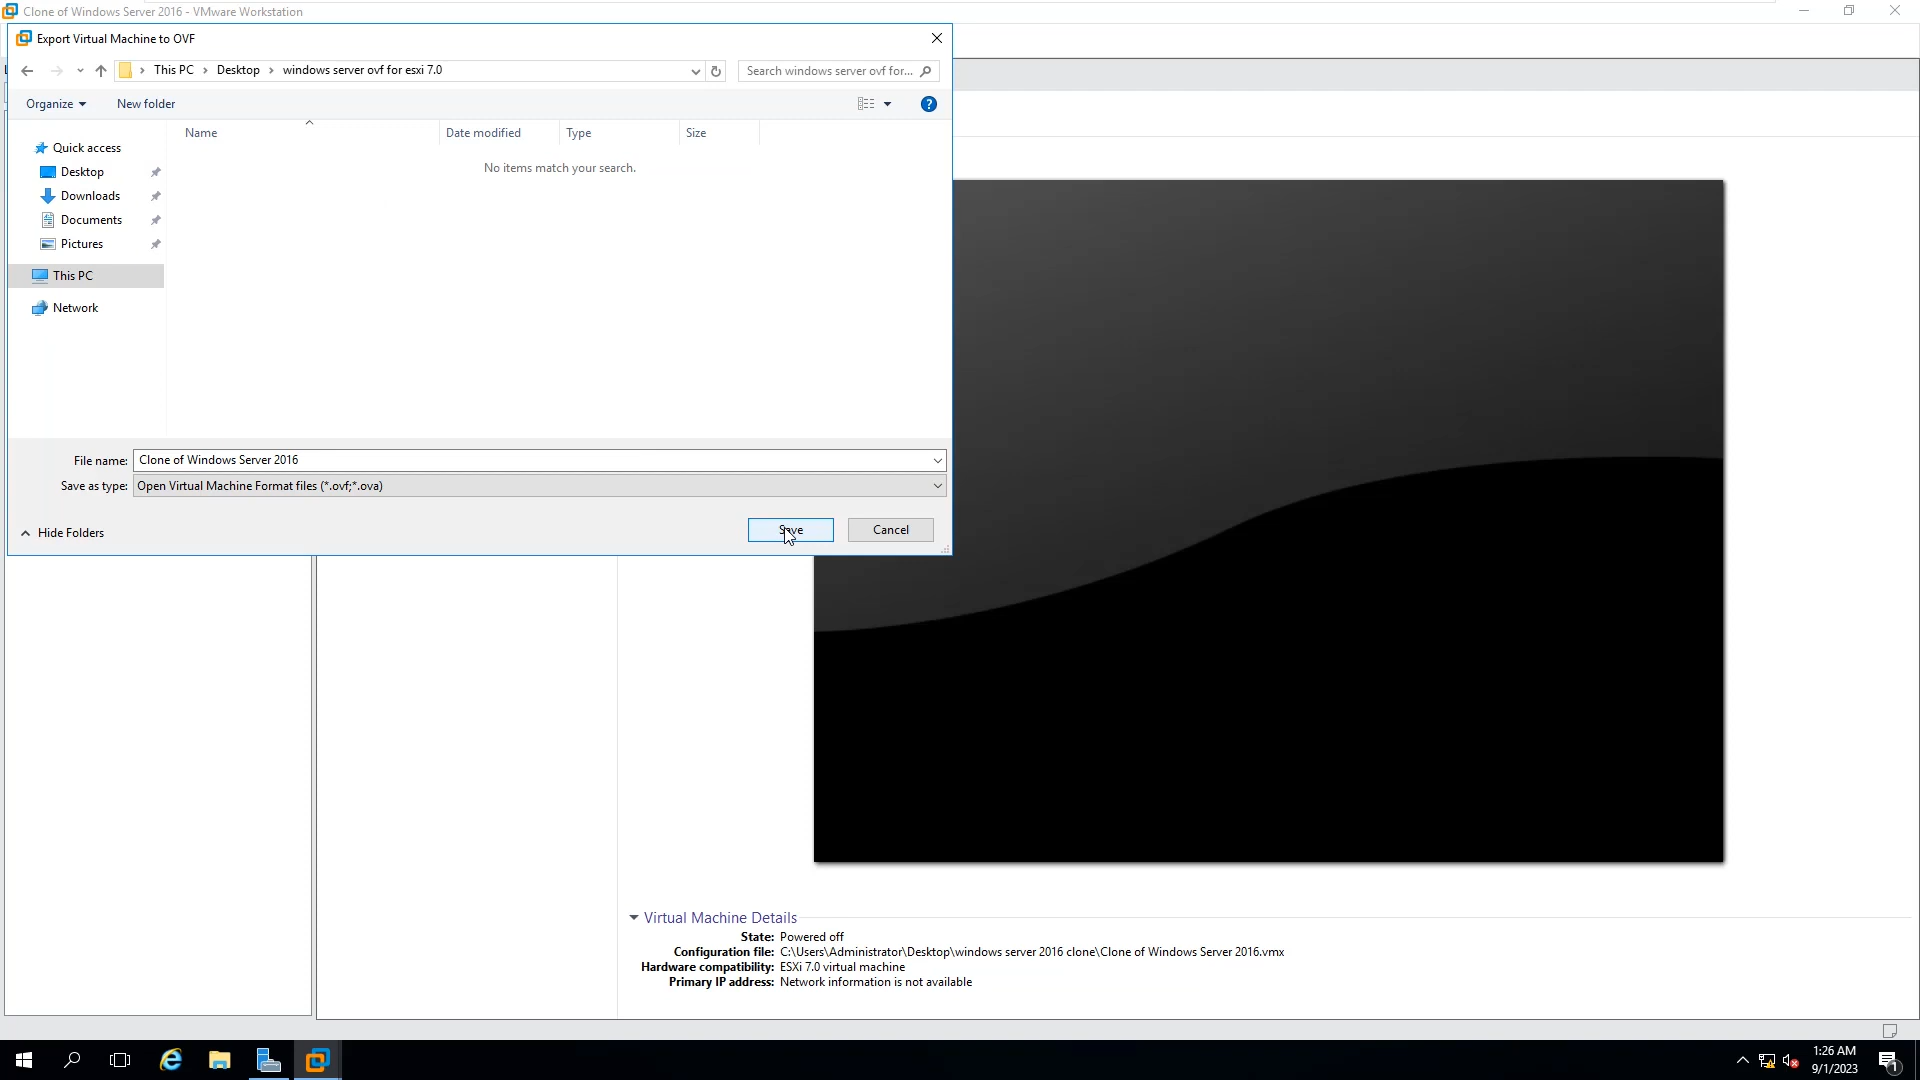 Clone of Windows Server 2016 - VMware Workstation
Export Virtual Machine to OVF
This PC > Desktop > windows server ovf for esxi 7.0
Search windows server ovf for...
Organize
New folder
?
Name
Date modified
Type
Size
Quick access
No items match your search.
Desktop
Downloads
Documents
Pictures
This PC
Network
File name: Clone of Windows Server 2016
Save as type: Open Virtual Machine Format files (*.ovf;*.ova)
Hide Folders
Save
Cancel
Virtual Machine Details
State: Powered off
Configuration file: C:\Users\Administrator\Desktop\windows server 2016 clone\Clone of Windows Server 2016.vmx
Hardware compatibility: ESXi 7.0 virtual machine
Primary IP address: Network information is not available
1:26 AM
9/1/2023
1